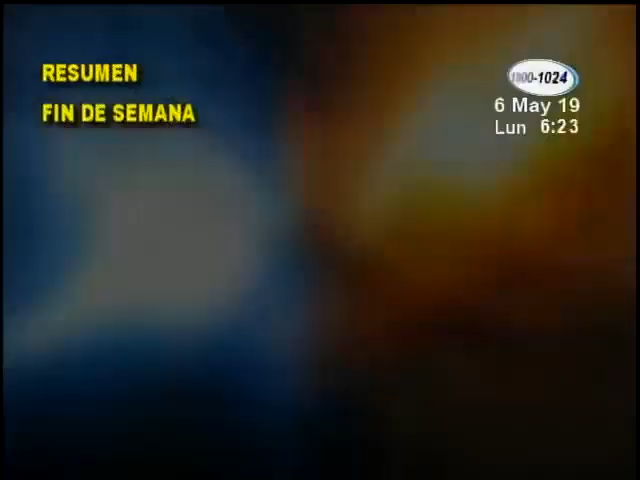 RESUMEN
FIN DE SEMANA
1800-1024
6 May 19
Lun 6:23